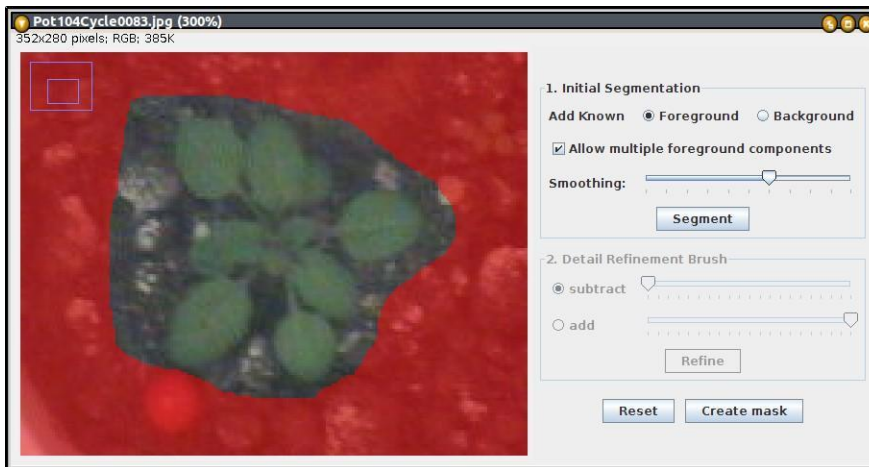 Pot104Cycle0083.jpg (300%)
352x280 pixels; RGB; 385K
1. Initial Segmentation
Add Known Foreground Background
Allow multiple foreground components
Smoothing:
Segment
2. Detail Refinement Brush
subtract
add
Refine
Reset Create mask